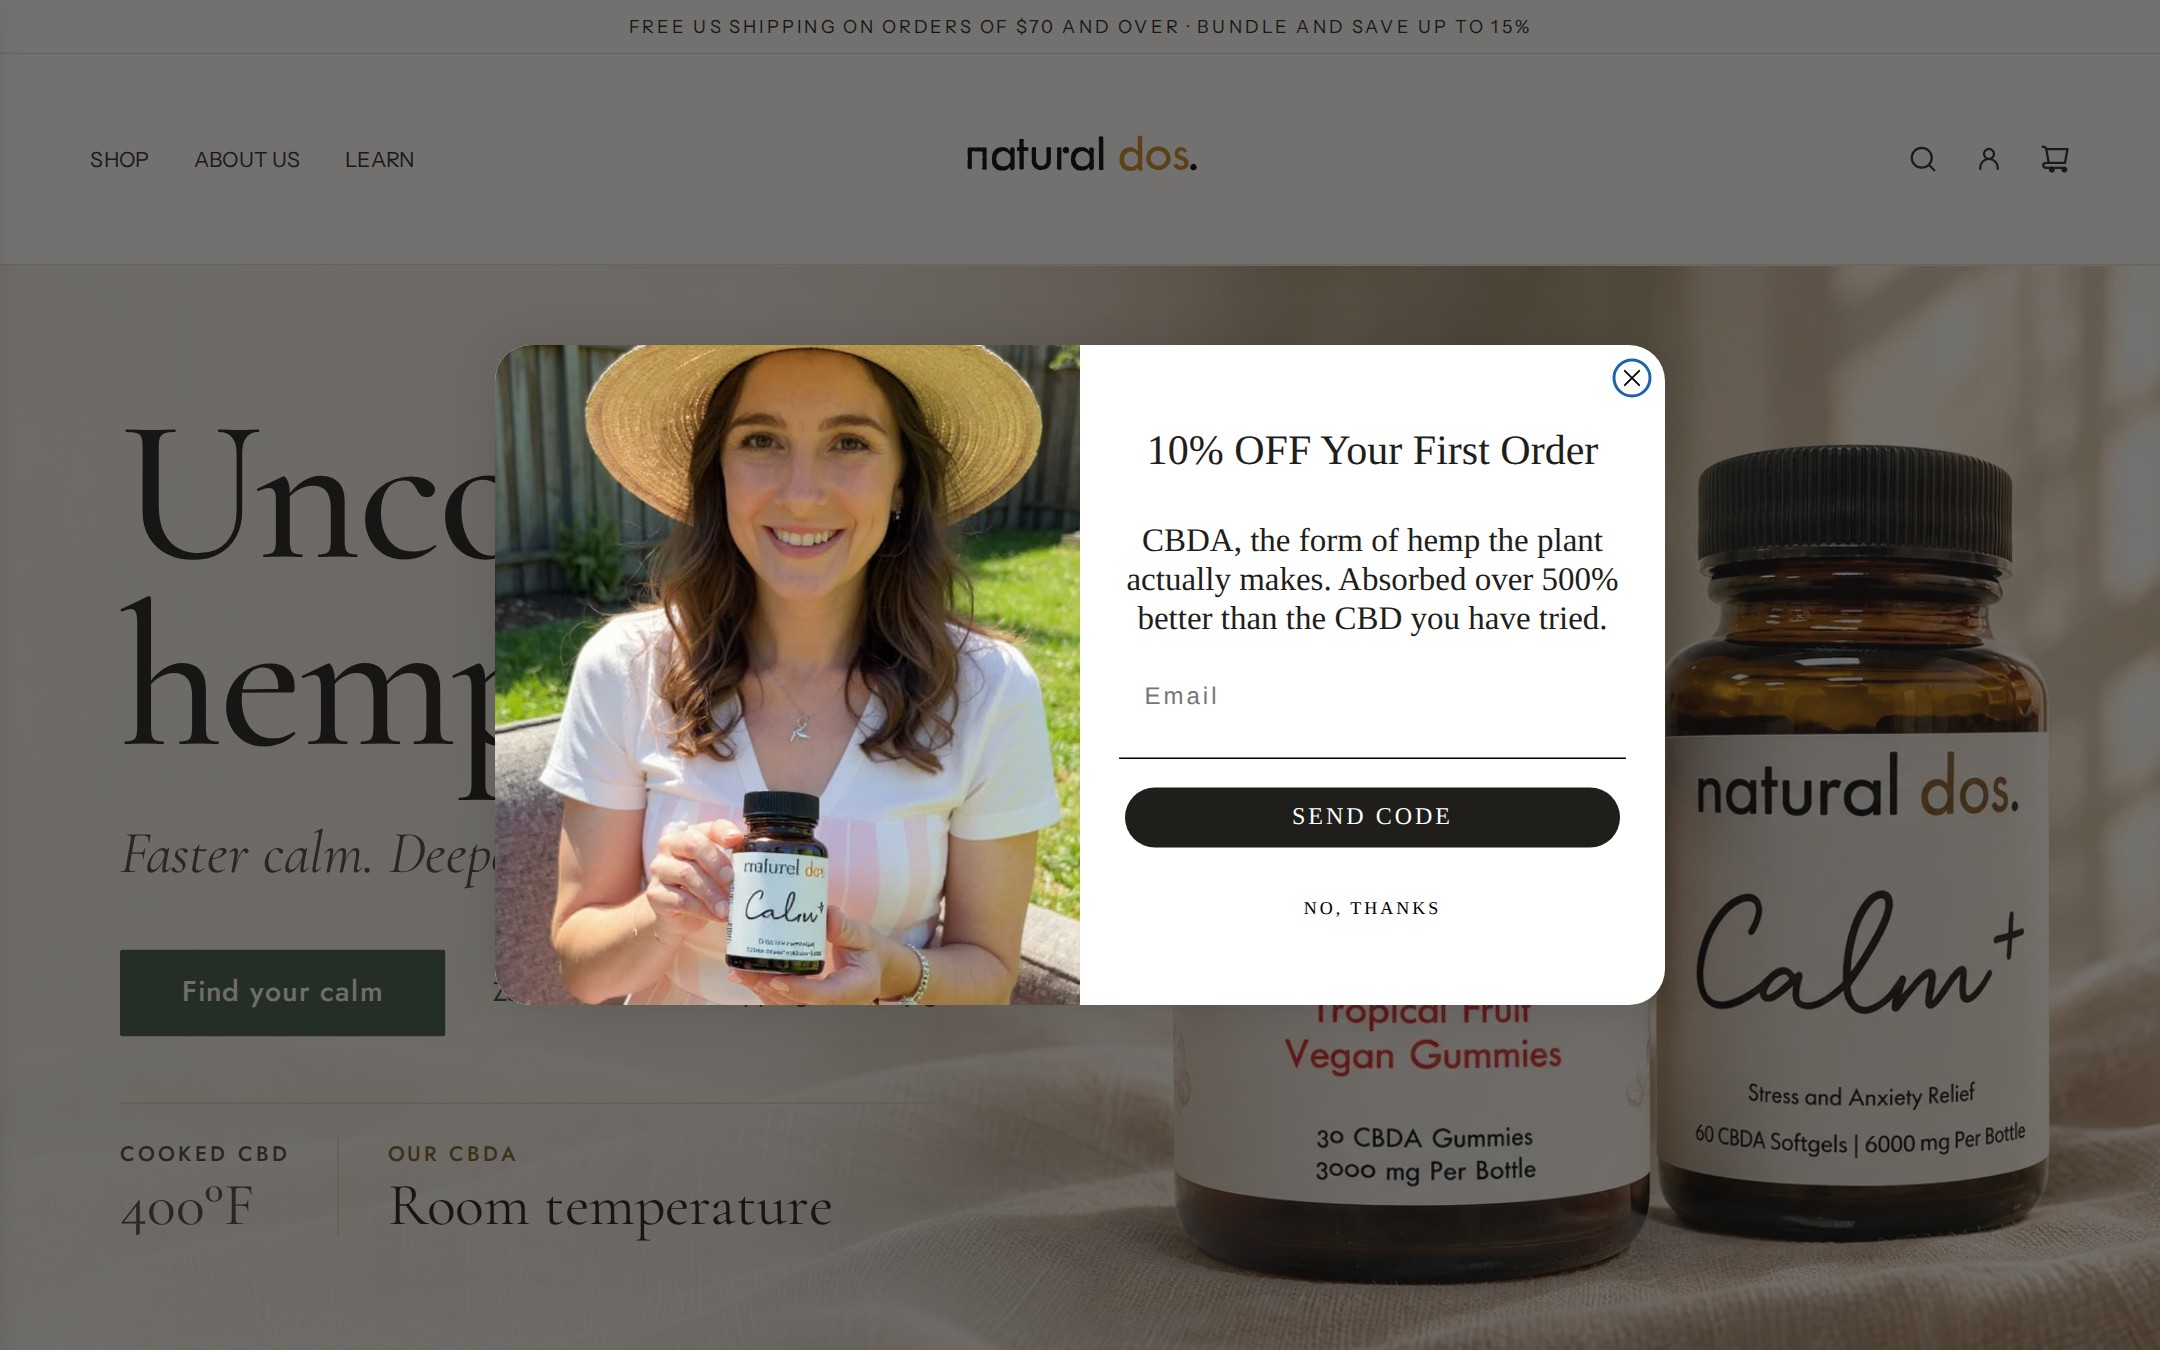 FREE US SHIPPING ON ORDERS OF $70 AND OVER · BUNDLE AND SAVE UP TO 15%
SHOP ABOUT US LEARN
natural dos.
10% OFF Your First Order
CBDA, the form of hemp the plant
actually makes. Absorbed over 500%
better than the CBD you have tried.
Email
SEND CODE
NO, THANKS
naturel dos.
Calm+
Faster calm.
Find your calm
COOKED CBD
400°F
OUR CBDA
Room temperature
Tropical Fruit
Vegan Gummies
30 CBDA Gummies
3000 mg Per Bottle
natural dos.
Calm+
Stress and Anxiety Relief
60 CBDA Softgels | 6000 mg Per Bottle